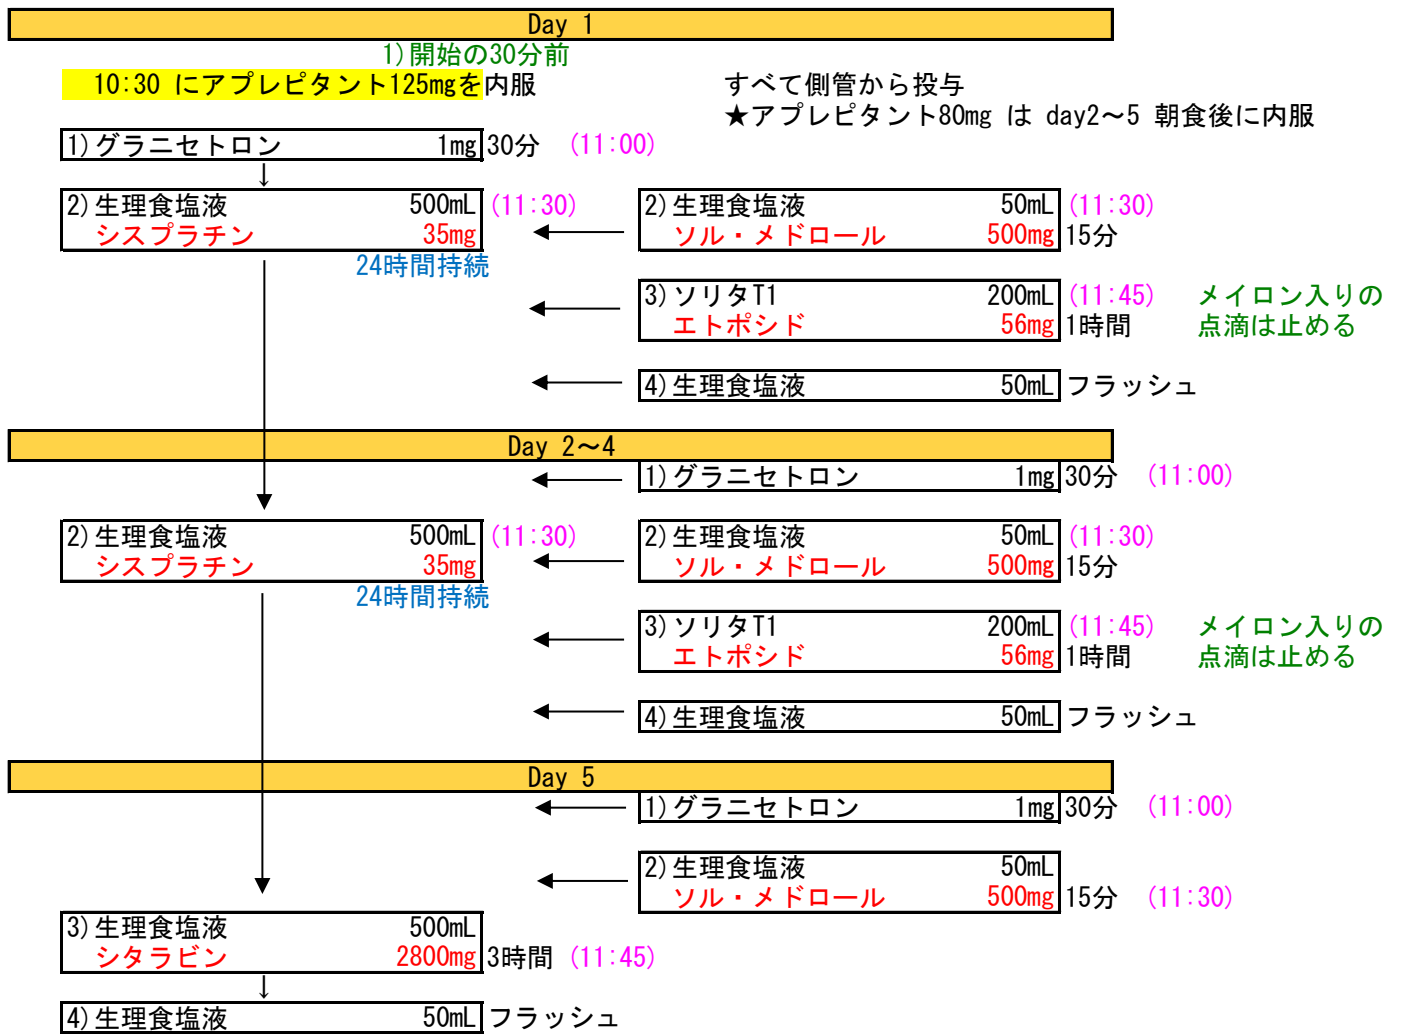 Day 1
1)開始の30分前
10:30 にアプレピタント125mgを内服
すべて側管から投与
★アプレピタント80mg は day2～5 朝食後に内服
1)グラニセトロン 1mg 30分 (11:00)
↓
2)生理食塩液 500mL (11:30)
シスプラチン 35mg
24時間持続
2)生理食塩液 50mL (11:30)
ソル・メドロール 500mg 15分
3)ソリタT1 200mL (11:45) メイロン入りの
エトポシド 56mg 1時間 点滴は止める
4)生理食塩液 50mL フラッシュ
Day 2～4
1)グラニセトロン 1mg 30分 (11:00)
2)生理食塩液 500mL (11:30)
シスプラチン 35mg
24時間持続
2)生理食塩液 50mL (11:30)
ソル・メドロール 500mg 15分
3)ソリタT1 200mL (11:45) メイロン入りの
エトポシド 56mg 1時間 点滴は止める
4)生理食塩液 50mL フラッシュ
Day 5
1)グラニセトロン 1mg 30分 (11:00)
2)生理食塩液 50mL
ソル・メドロール 500mg 15分 (11:30)
3)生理食塩液 500mL
シタラビン 2800mg 3時間 (11:45)
↓
4)生理食塩液 50mL フラッシュ